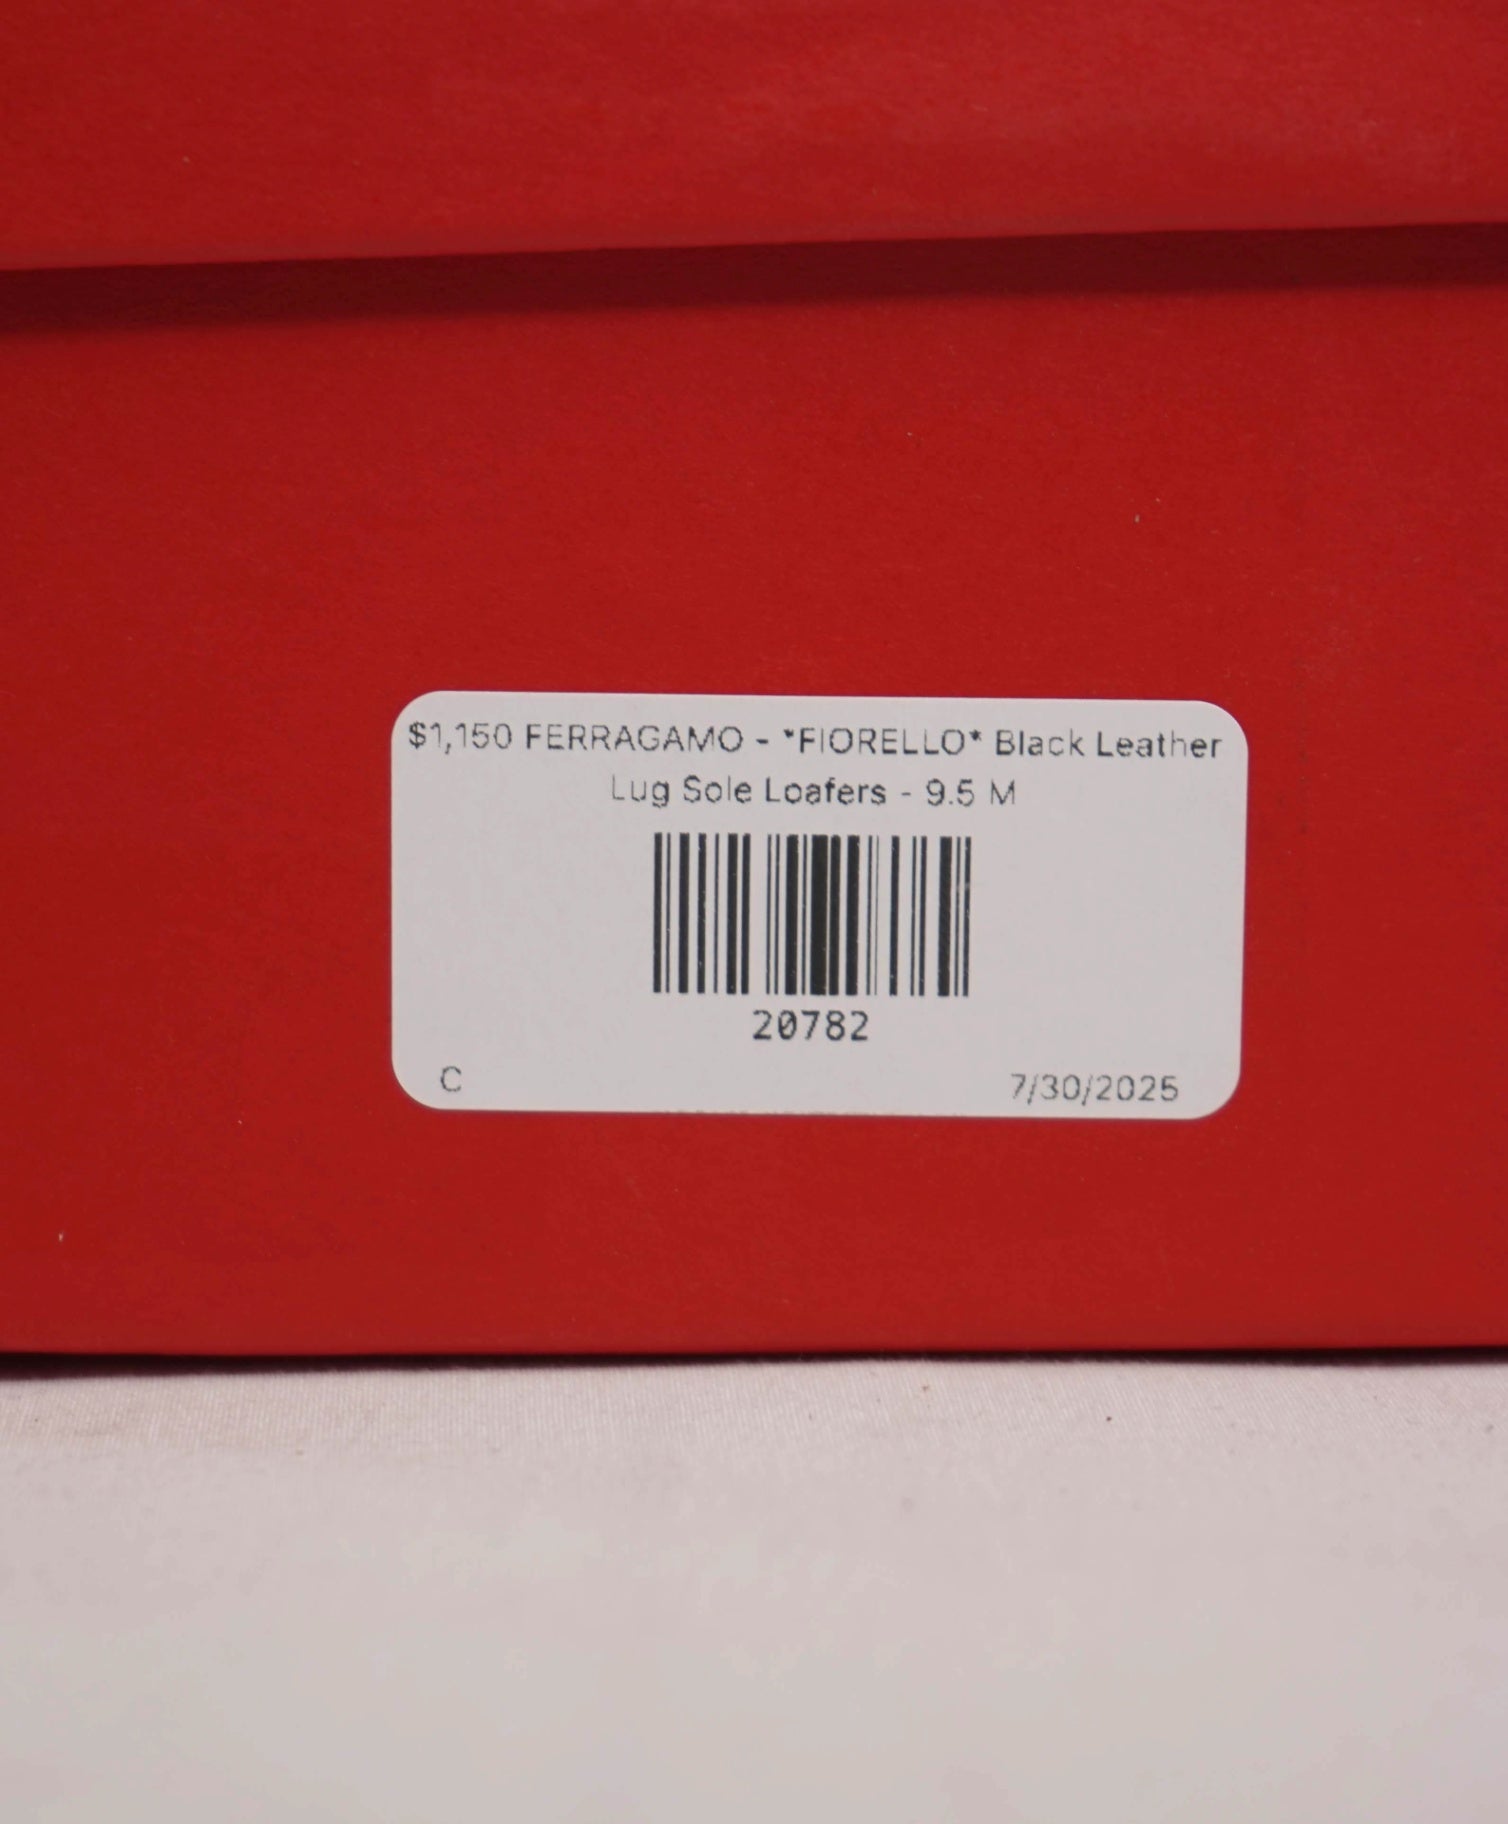 $1,150 FERRAGAMO - *FIORELLO* Black Leather
Lug Sole Loafers - 9.5 M
20782
C
7/30/2025